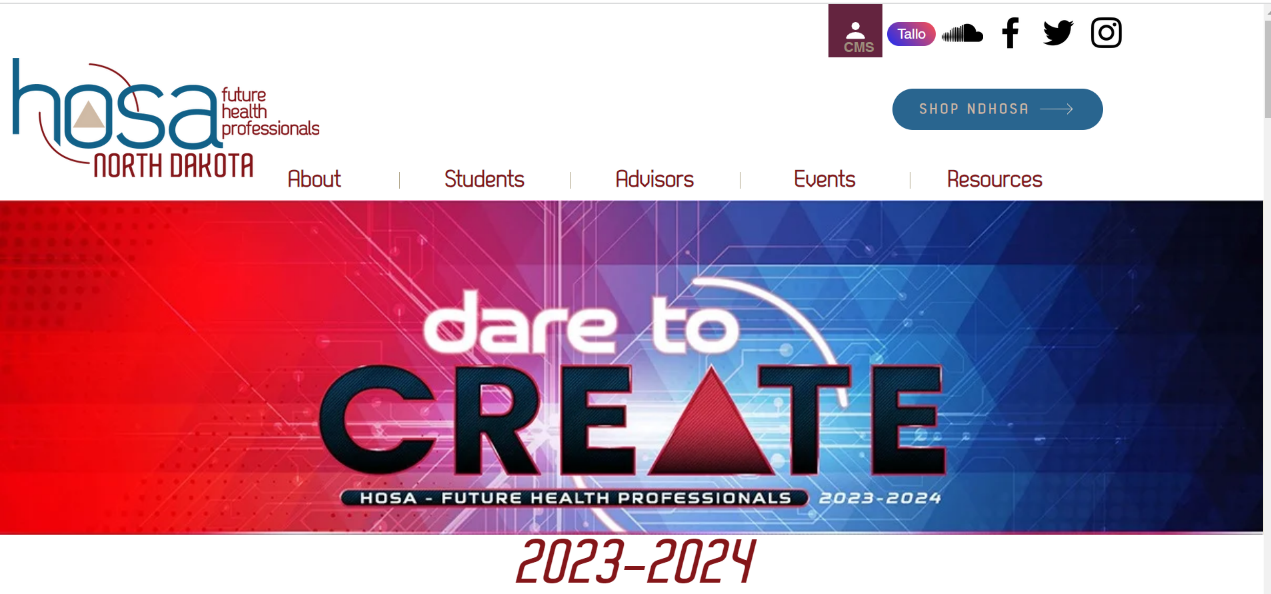 CMS
Tallo
hosa
future
health
professionals
NORTH DAKOTA
SHOP NDHOSA
About
Students
Advisors
Events
Resources
dare to
CREATE
HOSA - FUTURE HEALTH PROFESSIONALS 2023-2024
2023-2024